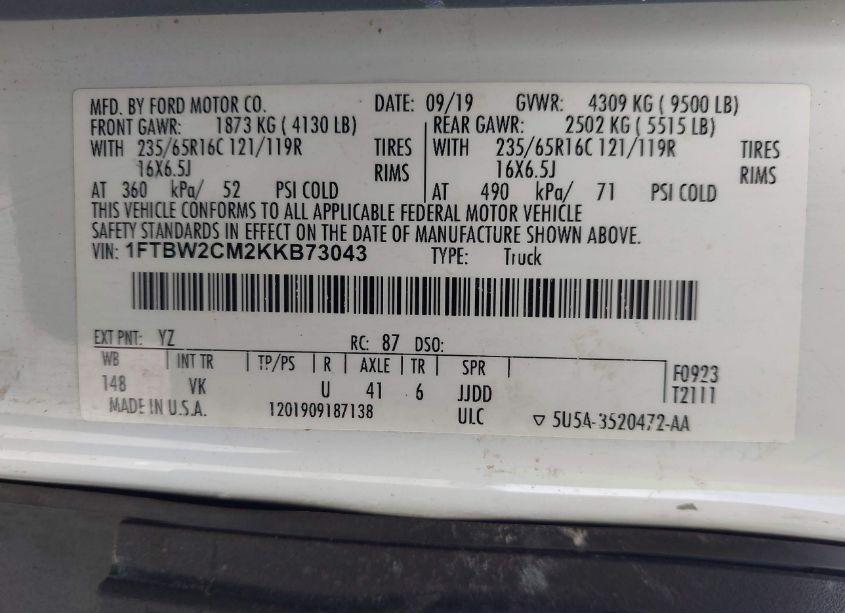 MFD. BY FORD MOTOR CO. DATE: 09/19 GVWR: 4309 KG ( 9500 LB)
FRONT GAWR: 1873 KG ( 4130 LB) REAR GAWR: 2502 KG ( 5515 LB)
WITH 235/65R16C 121/119R TIRES WITH 235/65R16C 121/119R TIRES
16X6.5J RIMS 16X6.5J RIMS
AT 360 kPa/ 52 PSI COLD AT 490 kPa/ 71 PSI COLD
THIS VEHICLE CONFORMS TO ALL APPLICABLE FEDERAL MOTOR VEHICLE
SAFETY STANDARDS IN EFFECT ON THE DATE OF MANUFACTURE SHOWN ABOVE.
VIN: 1FTBW2CM2KKB73043 TYPE: Truck
EXT PNT: YZ RC: 87 DSO:
WB INT TR TP/PS R AXLE TR SPR F0923
148 VK U 41 6 JJDD T2111
MADE IN U.S.A. 1201909187138 ULC ▽ 5U5A-3520472-AA